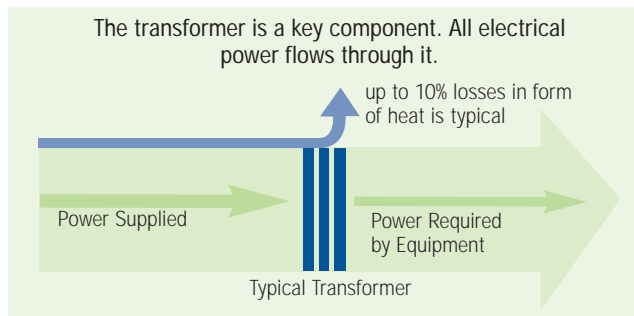 The transformer is a key component. All electrical
power flows through it.
up to 10% losses in form
of heat is typical
Power Supplied
Power Required
by Equipment
Typical Transformer